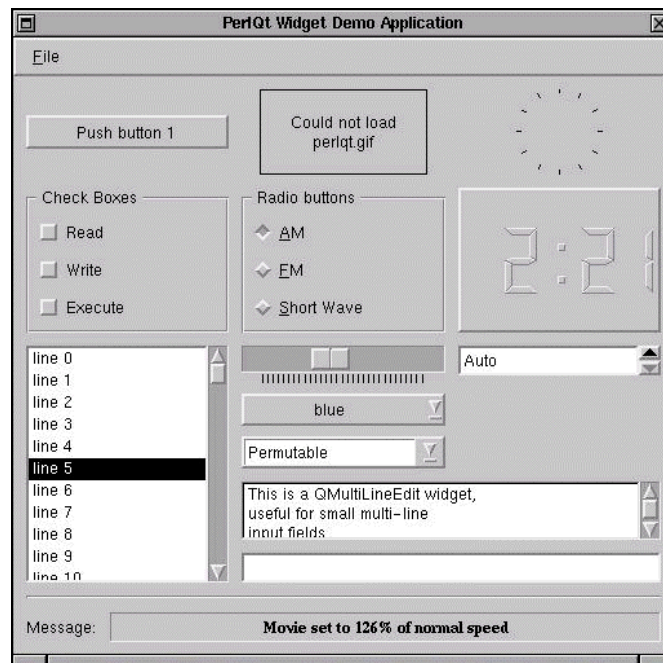 PerlQt Widget Demo Application
File
Push button 1
Could not load
perlqt.gif
Check Boxes
Read
Write
Execute
Radio buttons
AM
FM
Short Wave
2:21
line 0
line 1
line 2
line 3
line 4
line 5
line 6
line 7
line 8
line 9
line 10
Auto
blue
Permutable
This is a QMultiLineEdit widget,
useful for small multi-line
input fields
Message: Movie set to 126% of normal speed